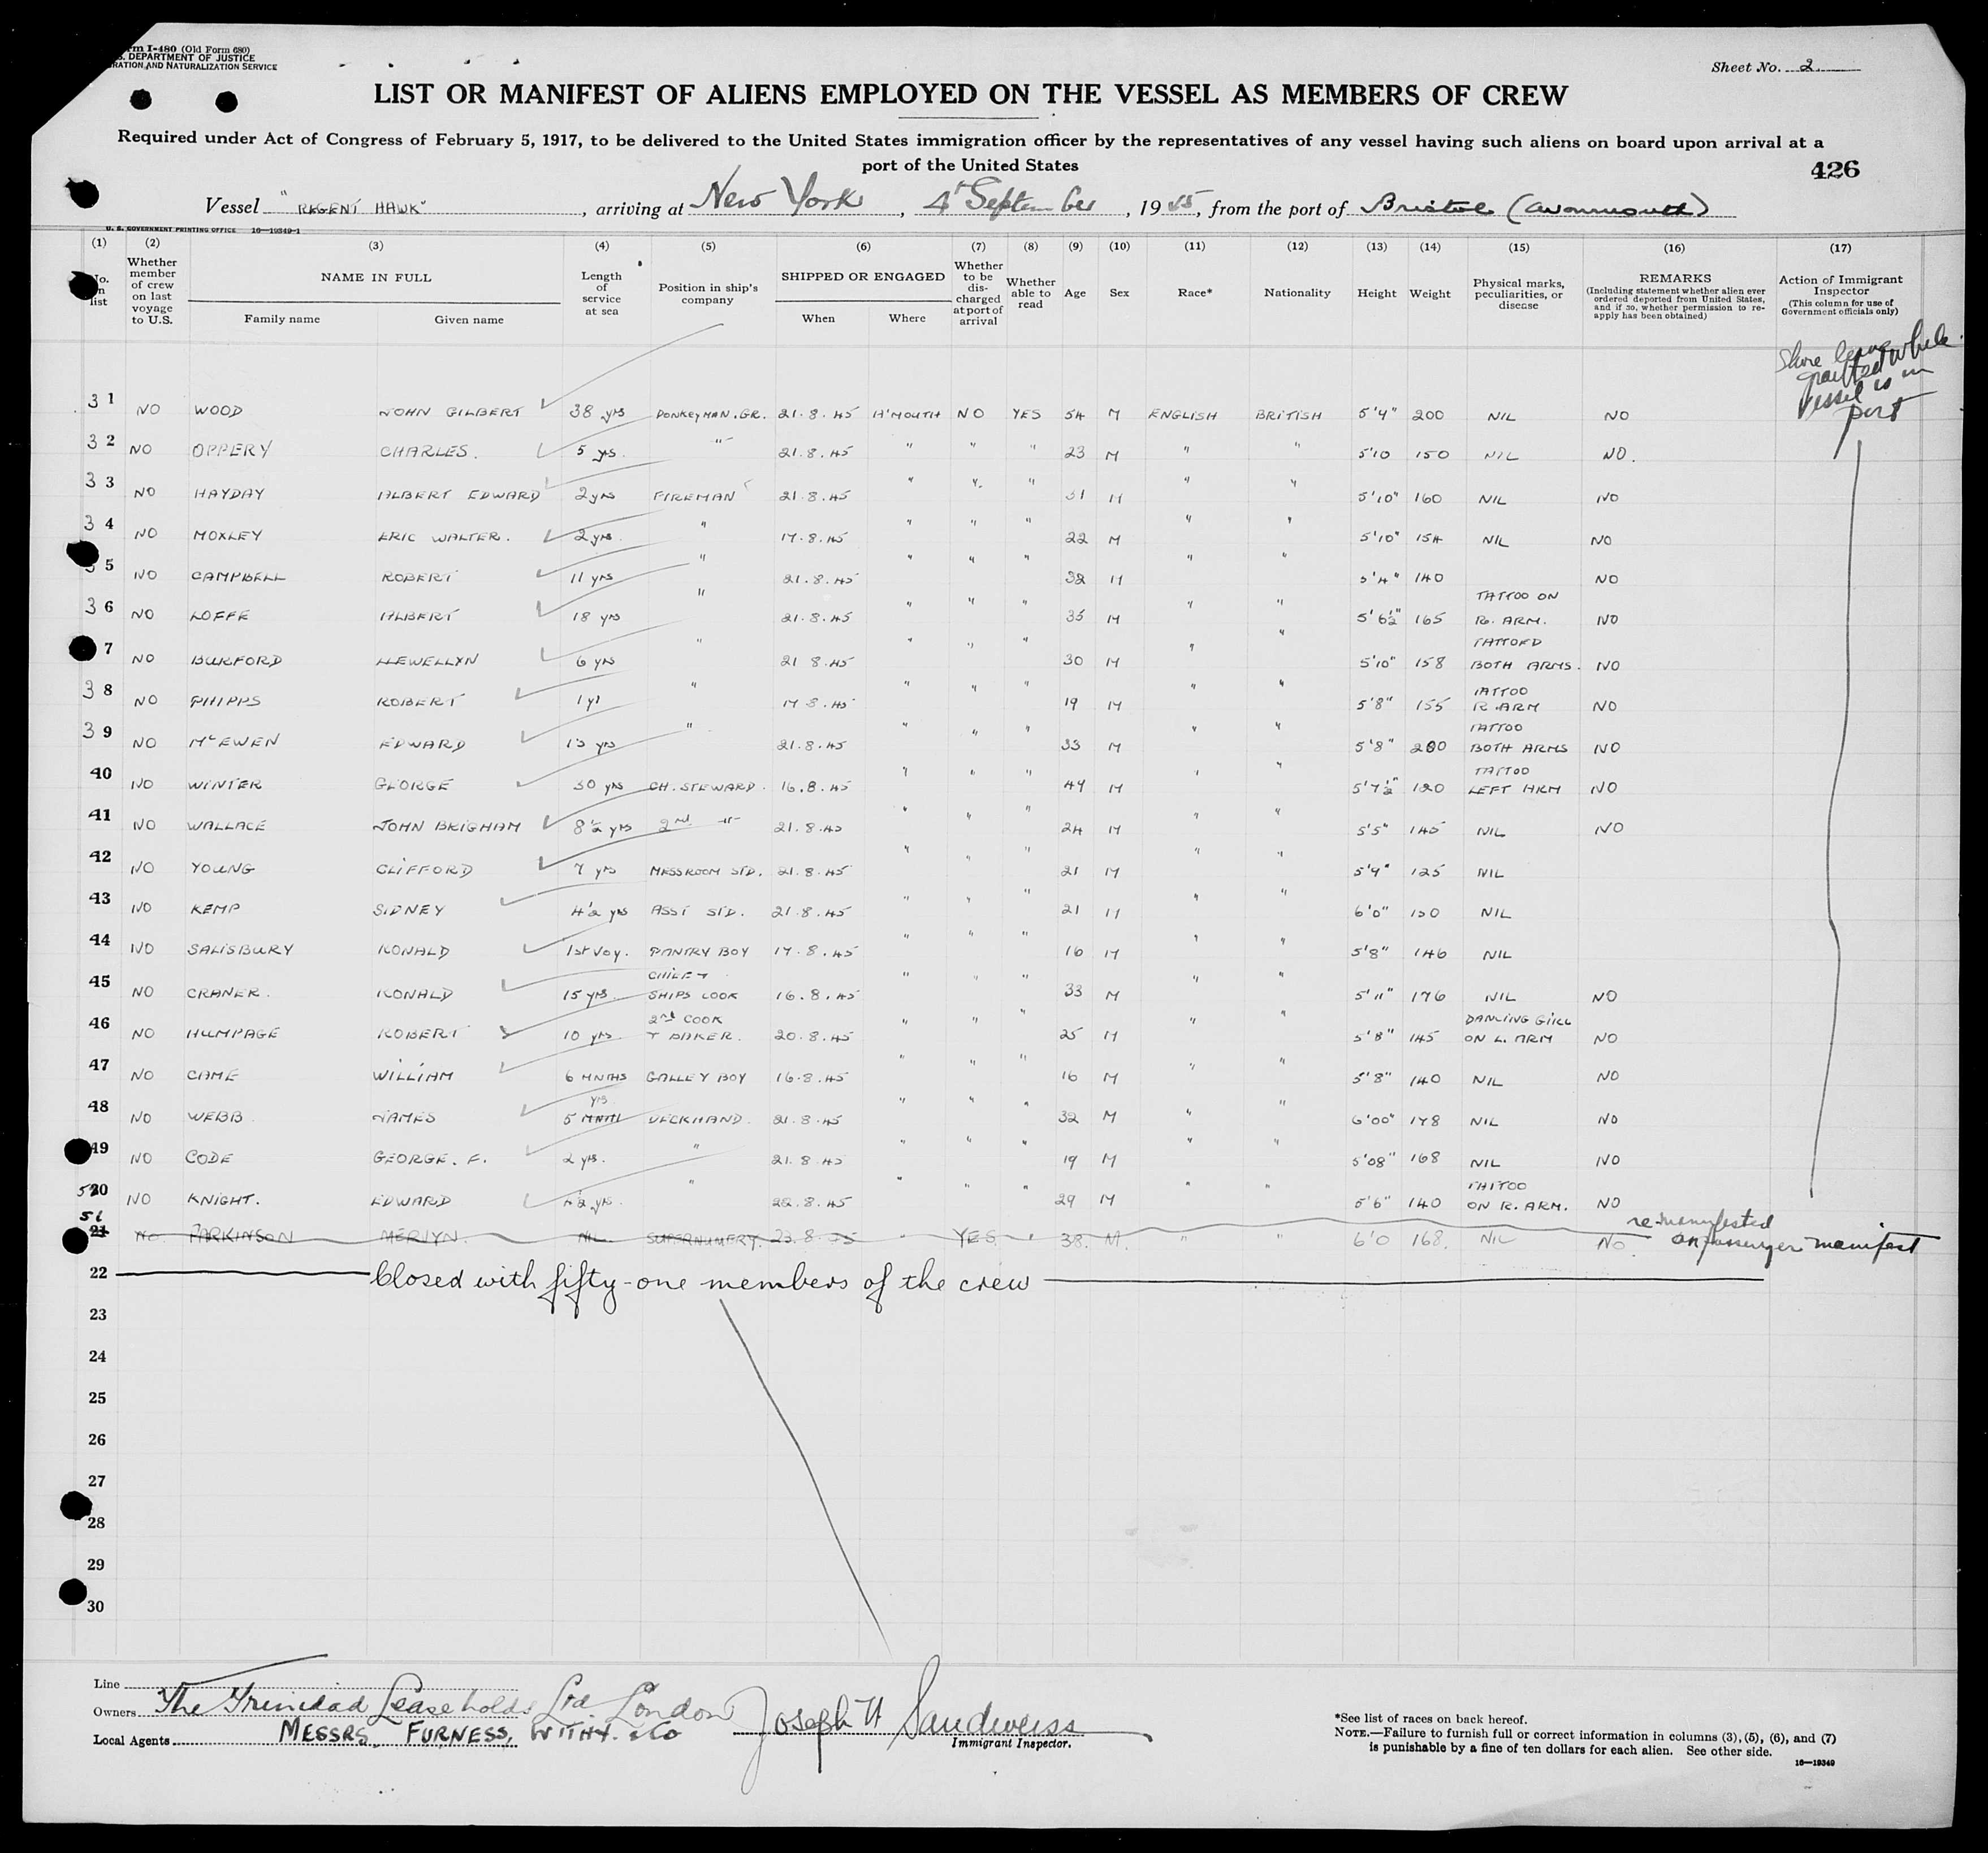 rm I-480 (Old Form 680)
S. DEPARTMENT OF JUSTICE
RATION AND NATURALIZATION SERVICE
Sheet No. 2
LIST OR MANIFEST OF ALIENS EMPLOYED ON THE VESSEL AS MEMBERS OF CREW
Required under Act of Congress of February 5, 1917, to be delivered to the United States immigration officer by the representatives of any vessel having such aliens on board upon arrival at a
port of the United States
426
Vessel "REGENT HAWK", arriving at New York, 4th September, 1945, from the port of Bristol (Avonmouth)
U. S. GOVERNMENT PRINTING OFFICE 16—19349-1
(1) (2) (3) (4) (5) (6) (7) (8) (9) (10) (11) (12) (13) (14) (15) (16) (17)
No. in list
Whether member of crew on last voyage to U.S.
NAME IN FULL
Family name Given name
Length of service at sea
Position in ship's company
SHIPPED OR ENGAGED
When Where
Whether to be discharged at port of arrival
Whether able to read
Age Sex Race* Nationality Height Weight
Physical marks, peculiarities, or disease
REMARKS
(Including statement whether alien ever ordered deported from United States, and if so, whether permission to reapply has been obtained)
Action of Immigrant Inspector
(This column for use of Government officials only)
Shore leave granted while vessel is in port
31 NO WOOD JOHN GILBERT 38 yrs DONKEYMAN.GR. 21.8.45 A'MOUTH NO YES 54 M ENGLISH BRITISH 5'9" 200 NIL NO
32 NO OPPERY CHARLES. 5 yrs. " 21.8.45 " " " 23 M " " 5'10 150 NIL NO.
33 NO HAYDAY ALBERT EDWARD 2 yrs FIREMAN 21.8.45 " " " 31 M " " 5'10" 160 NIL NO
34 NO MOXLEY ERIC WALTER. 2 yrs. " 17.8.45 " " " 22 M " " 5'10" 154 NIL NO
35 NO CAMPBELL ROBERT 11 yrs " 21.8.45 " " " 32 M " " 5'4" 140 NO
36 NO LOFFE ALBERT 18 yrs " 21.8.45 " " " 35 M " " 5'6½" 165 TATTOO ON R. ARM. NO
7 NO BURFORD LLEWELLYN 6 yrs " 21 8.45 " " " 30 M " " 5'10" 158 TATTOED BOTH ARMS. NO
38 NO PHIPPS ROBERT 1 yr " 17.8.45 " " " 19 M " " 5'8" 155 TATTOO R. ARM NO
39 NO McEWEN EDWARD 13 yrs " 21.8.45 " " " 33 M " " 5'8" 200 TATTOO BOTH ARMS NO
40 NO WINTER GEORGE 30 yrs CH. STEWARD. 16.8.45 " " " 49 M " " 5'7½" 120 TATTOO LEFT ARM NO
41 NO WALLACE JOHN BRIGHAM 8½ yrs 2nd " 21.8.45 " " " 24 M " " 5'5" 145 NIL NO
42 NO YOUNG CLIFFORD 7 yrs MESSROOM STD. 21.8.45 " " " 21 M " " 5'9" 125 NIL
43 NO KEMP SIDNEY 4½ yrs ASST STD. 21.8.45 " " " 21 M " " 6'0" 150 NIL
44 NO SALISBURY RONALD 1st voy. PANTRY BOY 17.8.45 " " " 16 M " " 5'8" 146 NIL
45 NO CRANER. RONALD 15 yrs. CHIEF + SHIPS COOK 16.8.45 " " " 33 M " " 5'11" 176 NIL NO
46 NO HUMPAGE ROBERT 10 yrs 2nd COOK + BAKER. 20.8.45 " " " 25 M " " 5'8" 145 DANCING GIRL ON L. ARM NO
47 NO CAME WILLIAM 6 MNTHS GALLEY BOY 16.8.45 " " " 16 M " " 5'8" 140 NIL NO
48 NO WEBB JAMES 5 yrs DECKHAND. 21.8.45 " " " 32 M " " 6'00" 178 NIL NO
49 NO CODE GEORGE. F. 2 yrs. " 21.8.45 " " " 19 M " " 5'08" 168 NIL NO
50 NO KNIGHT. EDWARD 4½ yrs. " 22.8.45 " " " 29 M " " 5'6" 140 TATTOO ON R. ARM. NO
51 NO PARKINSON MERLYN. NIL SUPERNUMERY. 23.8.45 " YES " 38. M. " " 6'0 168. NIL No. remanifested on passenger manifest
22 Closed with fifty-one members of the crew
23
24
25
26
27
28
29
30
Line
Owners The Trinidad Leaseholds Ltd. London
Local Agents MESSRS. FURNESS, WITHY. & Co
Joseph H Sandweiss
Immigrant Inspector.
*See list of races on back hereof.
NOTE.—Failure to furnish full or correct information in columns (3), (5), (6), and (7)
is punishable by a fine of ten dollars for each alien. See other side.
16—19349